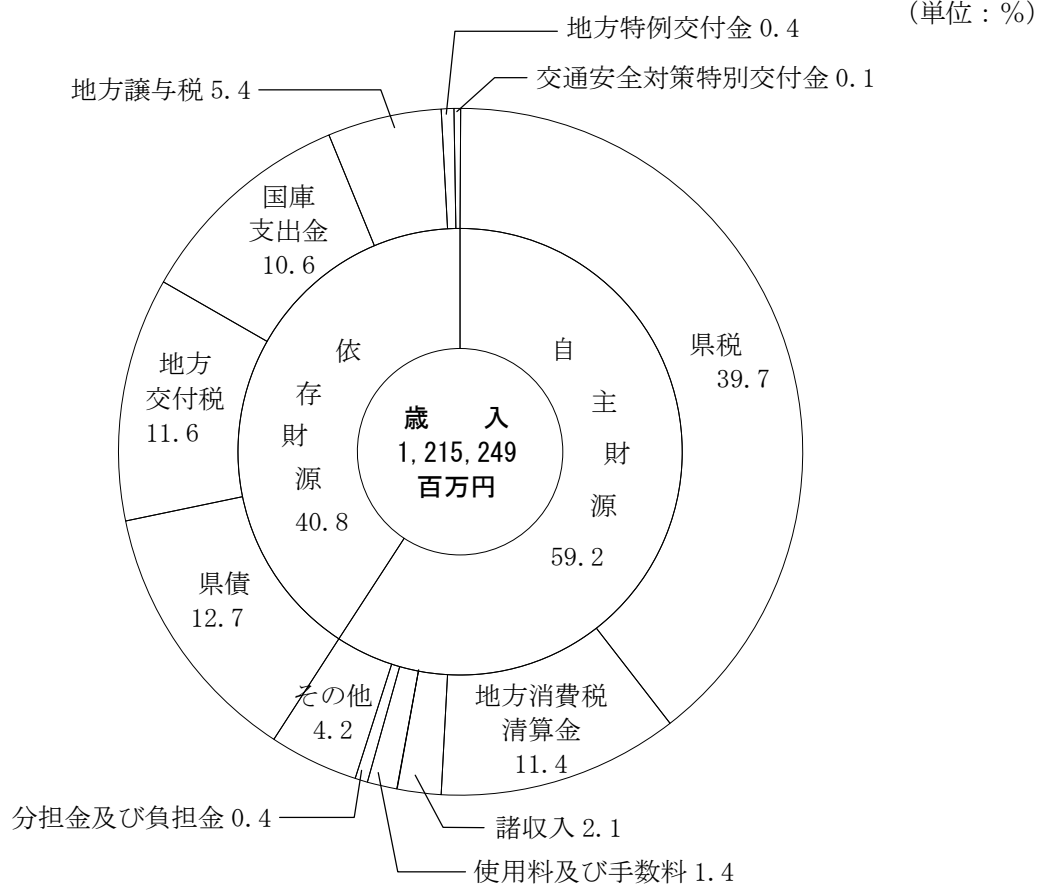 (単位:%)
地方特例交付金 0.4
交通安全対策特別交付金 0.1
地方譲与税 5.4
国庫
支出金
10.6
地方
交付税
11.6
県債
12.7
依存財源
40.8
歳 入
1,215,249
百万円
自主財源
59.2
県税
39.7
地方消費税
清算金
11.4
その他
4.2
諸収入 2.1
使用料及び手数料 1.4
分担金及び負担金 0.4